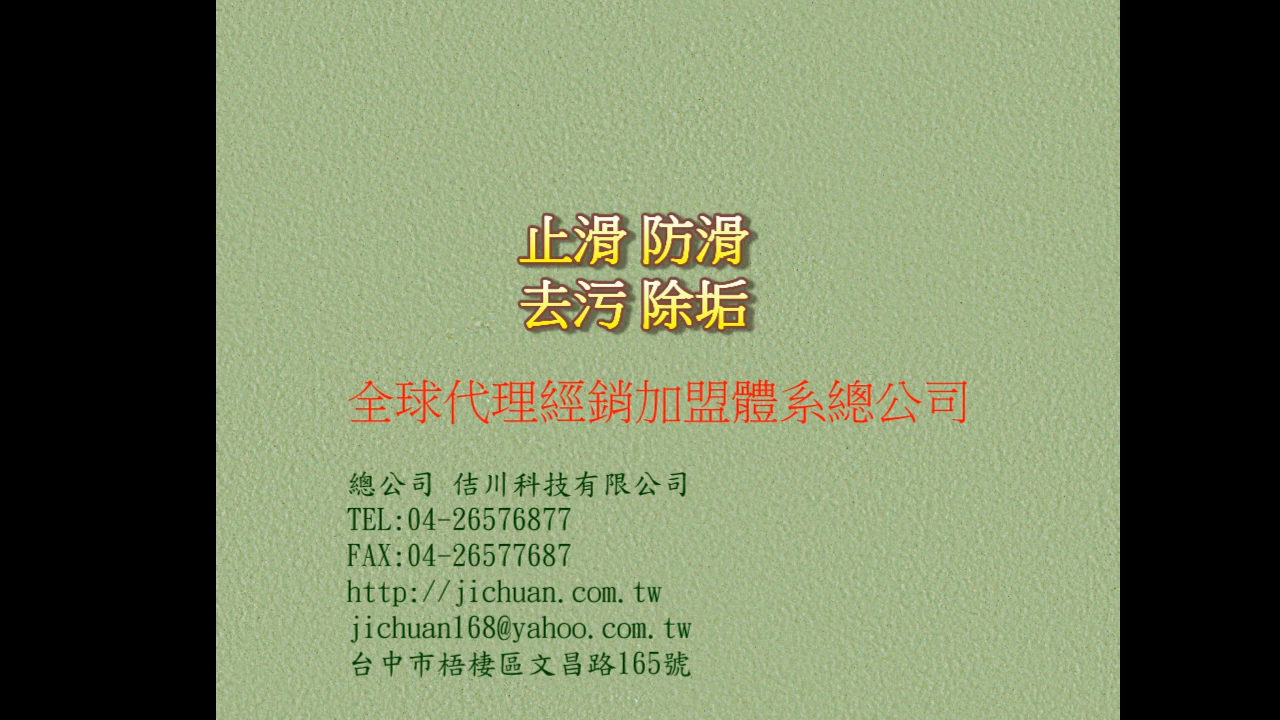 止滑 防滑
去污 除垢
全球代理經銷加盟體系總公司
總公司 佶川科技有限公司
TEL:04-26576877
FAX:04-26577687
http://jichuan.com.tw
jichuan168@yahoo.com.tw
台中市梧棲區文昌路165號